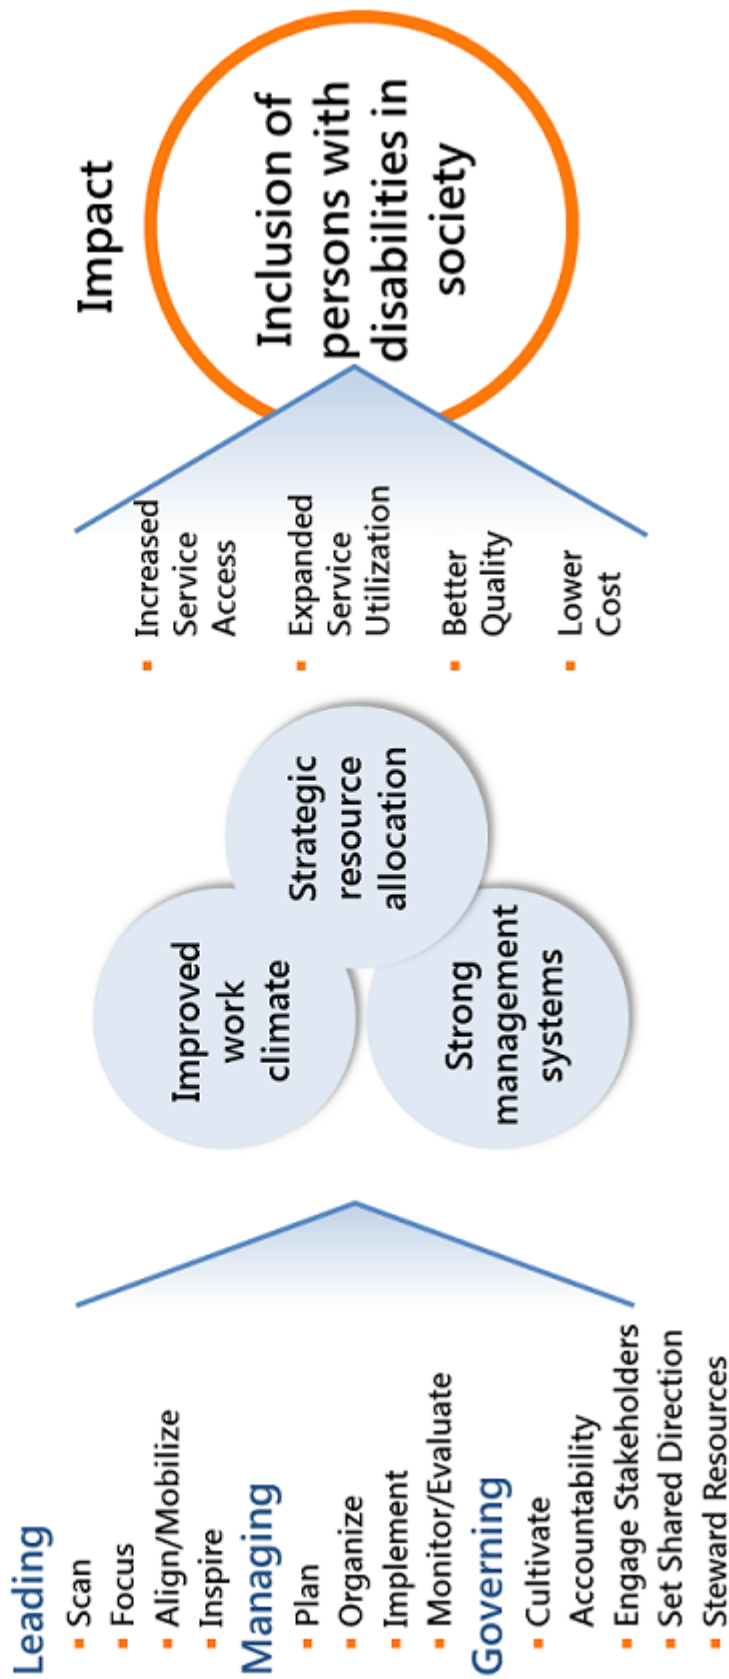 Leading
Scan
Focus
Align/Mobilize
Inspire
Managing
Plan
Organize
Implement
Monitor/Evaluate
Governing
Cultivate
Accountability
Engage Stakeholders
Set Shared Direction
Steward Resources
Improved
work
climate
Strong
management
systems
Strategic
resource
allocation
Increased
Service
Access
Expanded
Service
Utilization
Better
Quality
Lower
Cost
Impact
Inclusion of
persons with
disabilities in
society